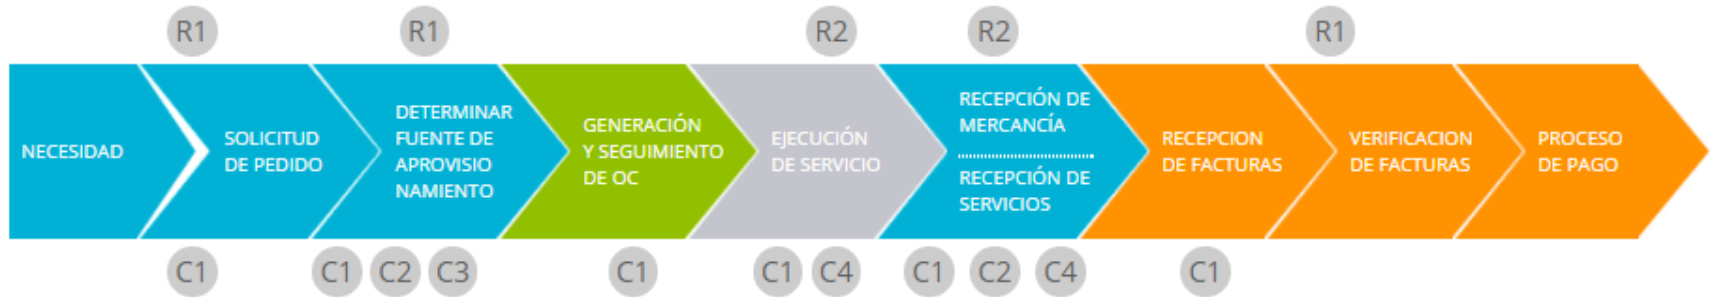 R1
R1
R2
R2
R1
NECESIDAD
SOLICITUD
DE PEDIDO
DETERMINAR
FUENTE DE
APROVISIO
NAMIENTO
GENERACIÓN
Y SEGUIMIENTO
DE OC
EJECUCIÓN
DE SERVICIO
RECEPCIÓN DE
MERCANCÍA
RECEPCIÓN DE
SERVICIOS
RECEPCION
DE FACTURAS
VERIFICACION
DE FACTURAS
PROCESO
DE PAGO
C1
C1
C2
C3
C1
C1
C4
C1
C2
C4
C1